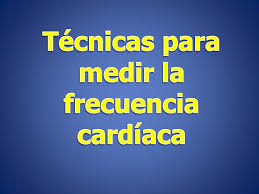 Técnicas para
medir la
frecuencia
cardíaca